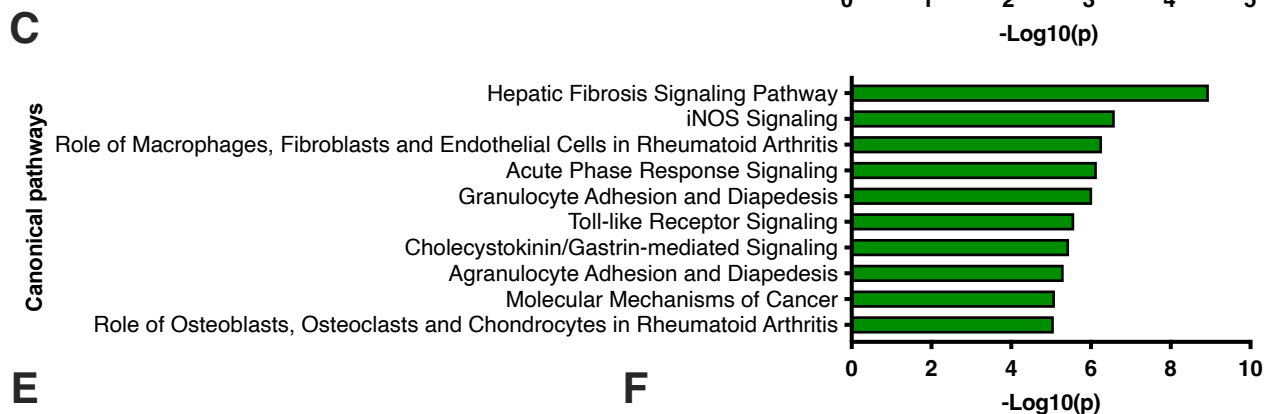 0 1 2 3 4 5
-Log10(p)
C
Canonical pathways
Hepatic Fibrosis Signaling Pathway
iNOS Signaling
Role of Macrophages, Fibroblasts and Endothelial Cells in Rheumatoid Arthritis
Acute Phase Response Signaling
Granulocyte Adhesion and Diapedesis
Toll-like Receptor Signaling
Cholecystokinin/Gastrin-mediated Signaling
Agranulocyte Adhesion and Diapedesis
Molecular Mechanisms of Cancer
Role of Osteoblasts, Osteoclasts and Chondrocytes in Rheumatoid Arthritis
0 2 4 6 8 10
-Log10(p)
E
F